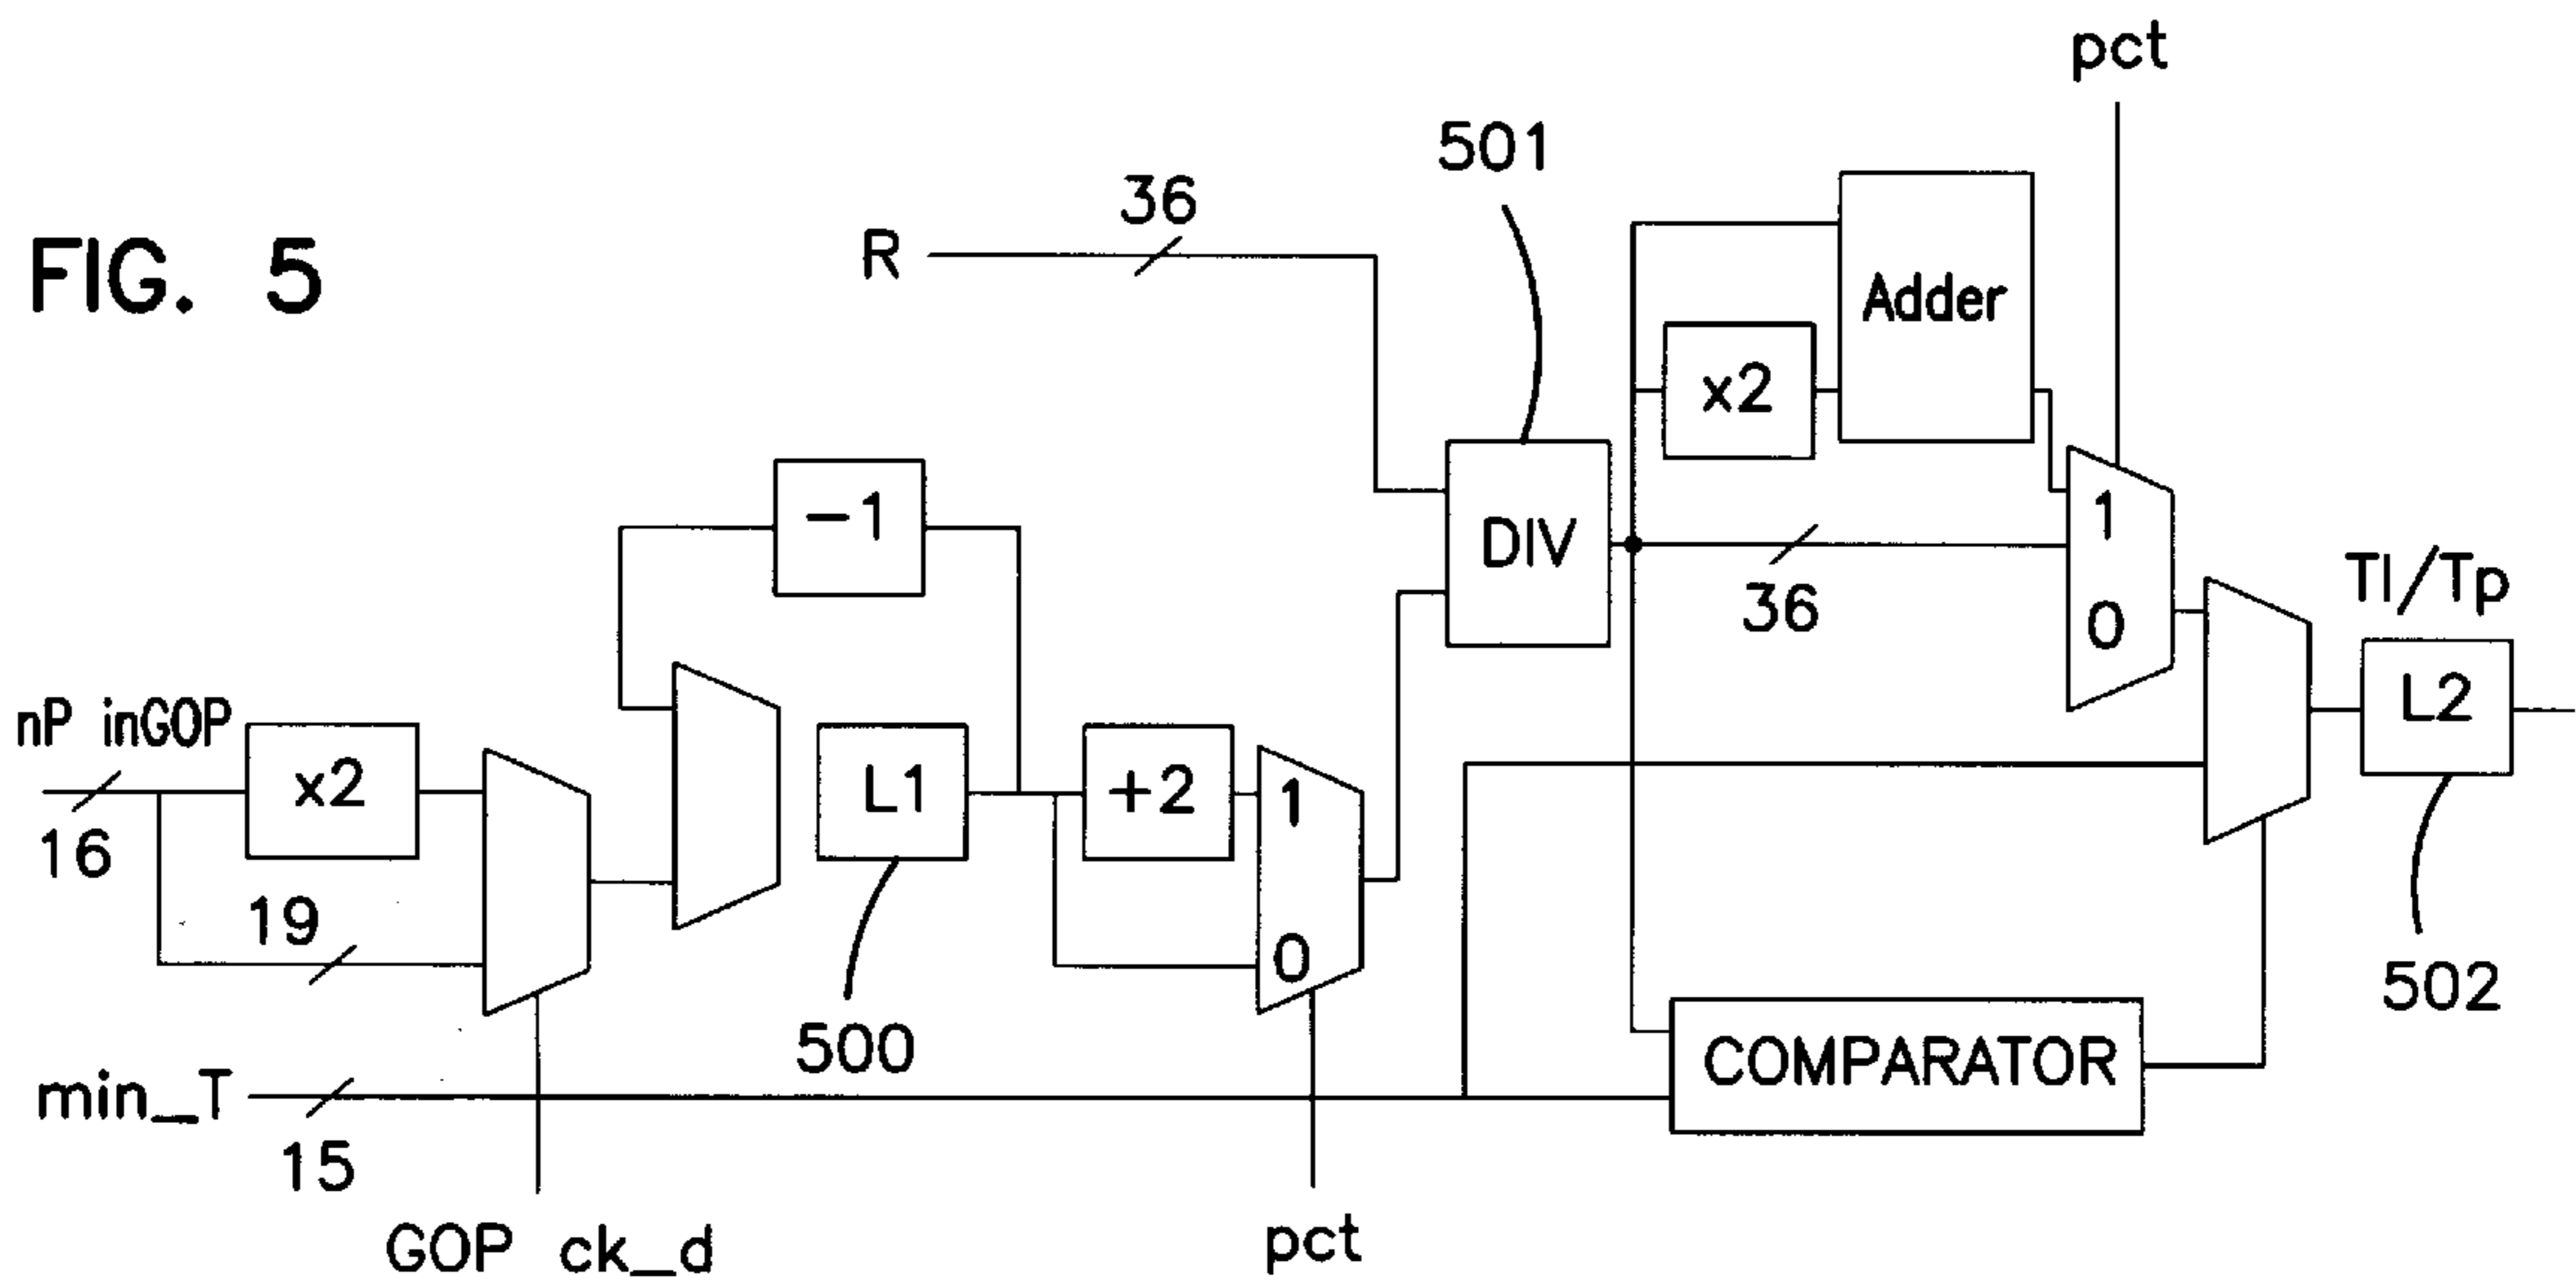 pct
501
36
FIG. 5
R
Adder
x2
-1
DIV
1
0
36
TI/Tp
L2
nP inGOP
x2
L1
+2
1
0
16
19
500
502
COMPARATOR
min_T
15
GOP ck_d
pct